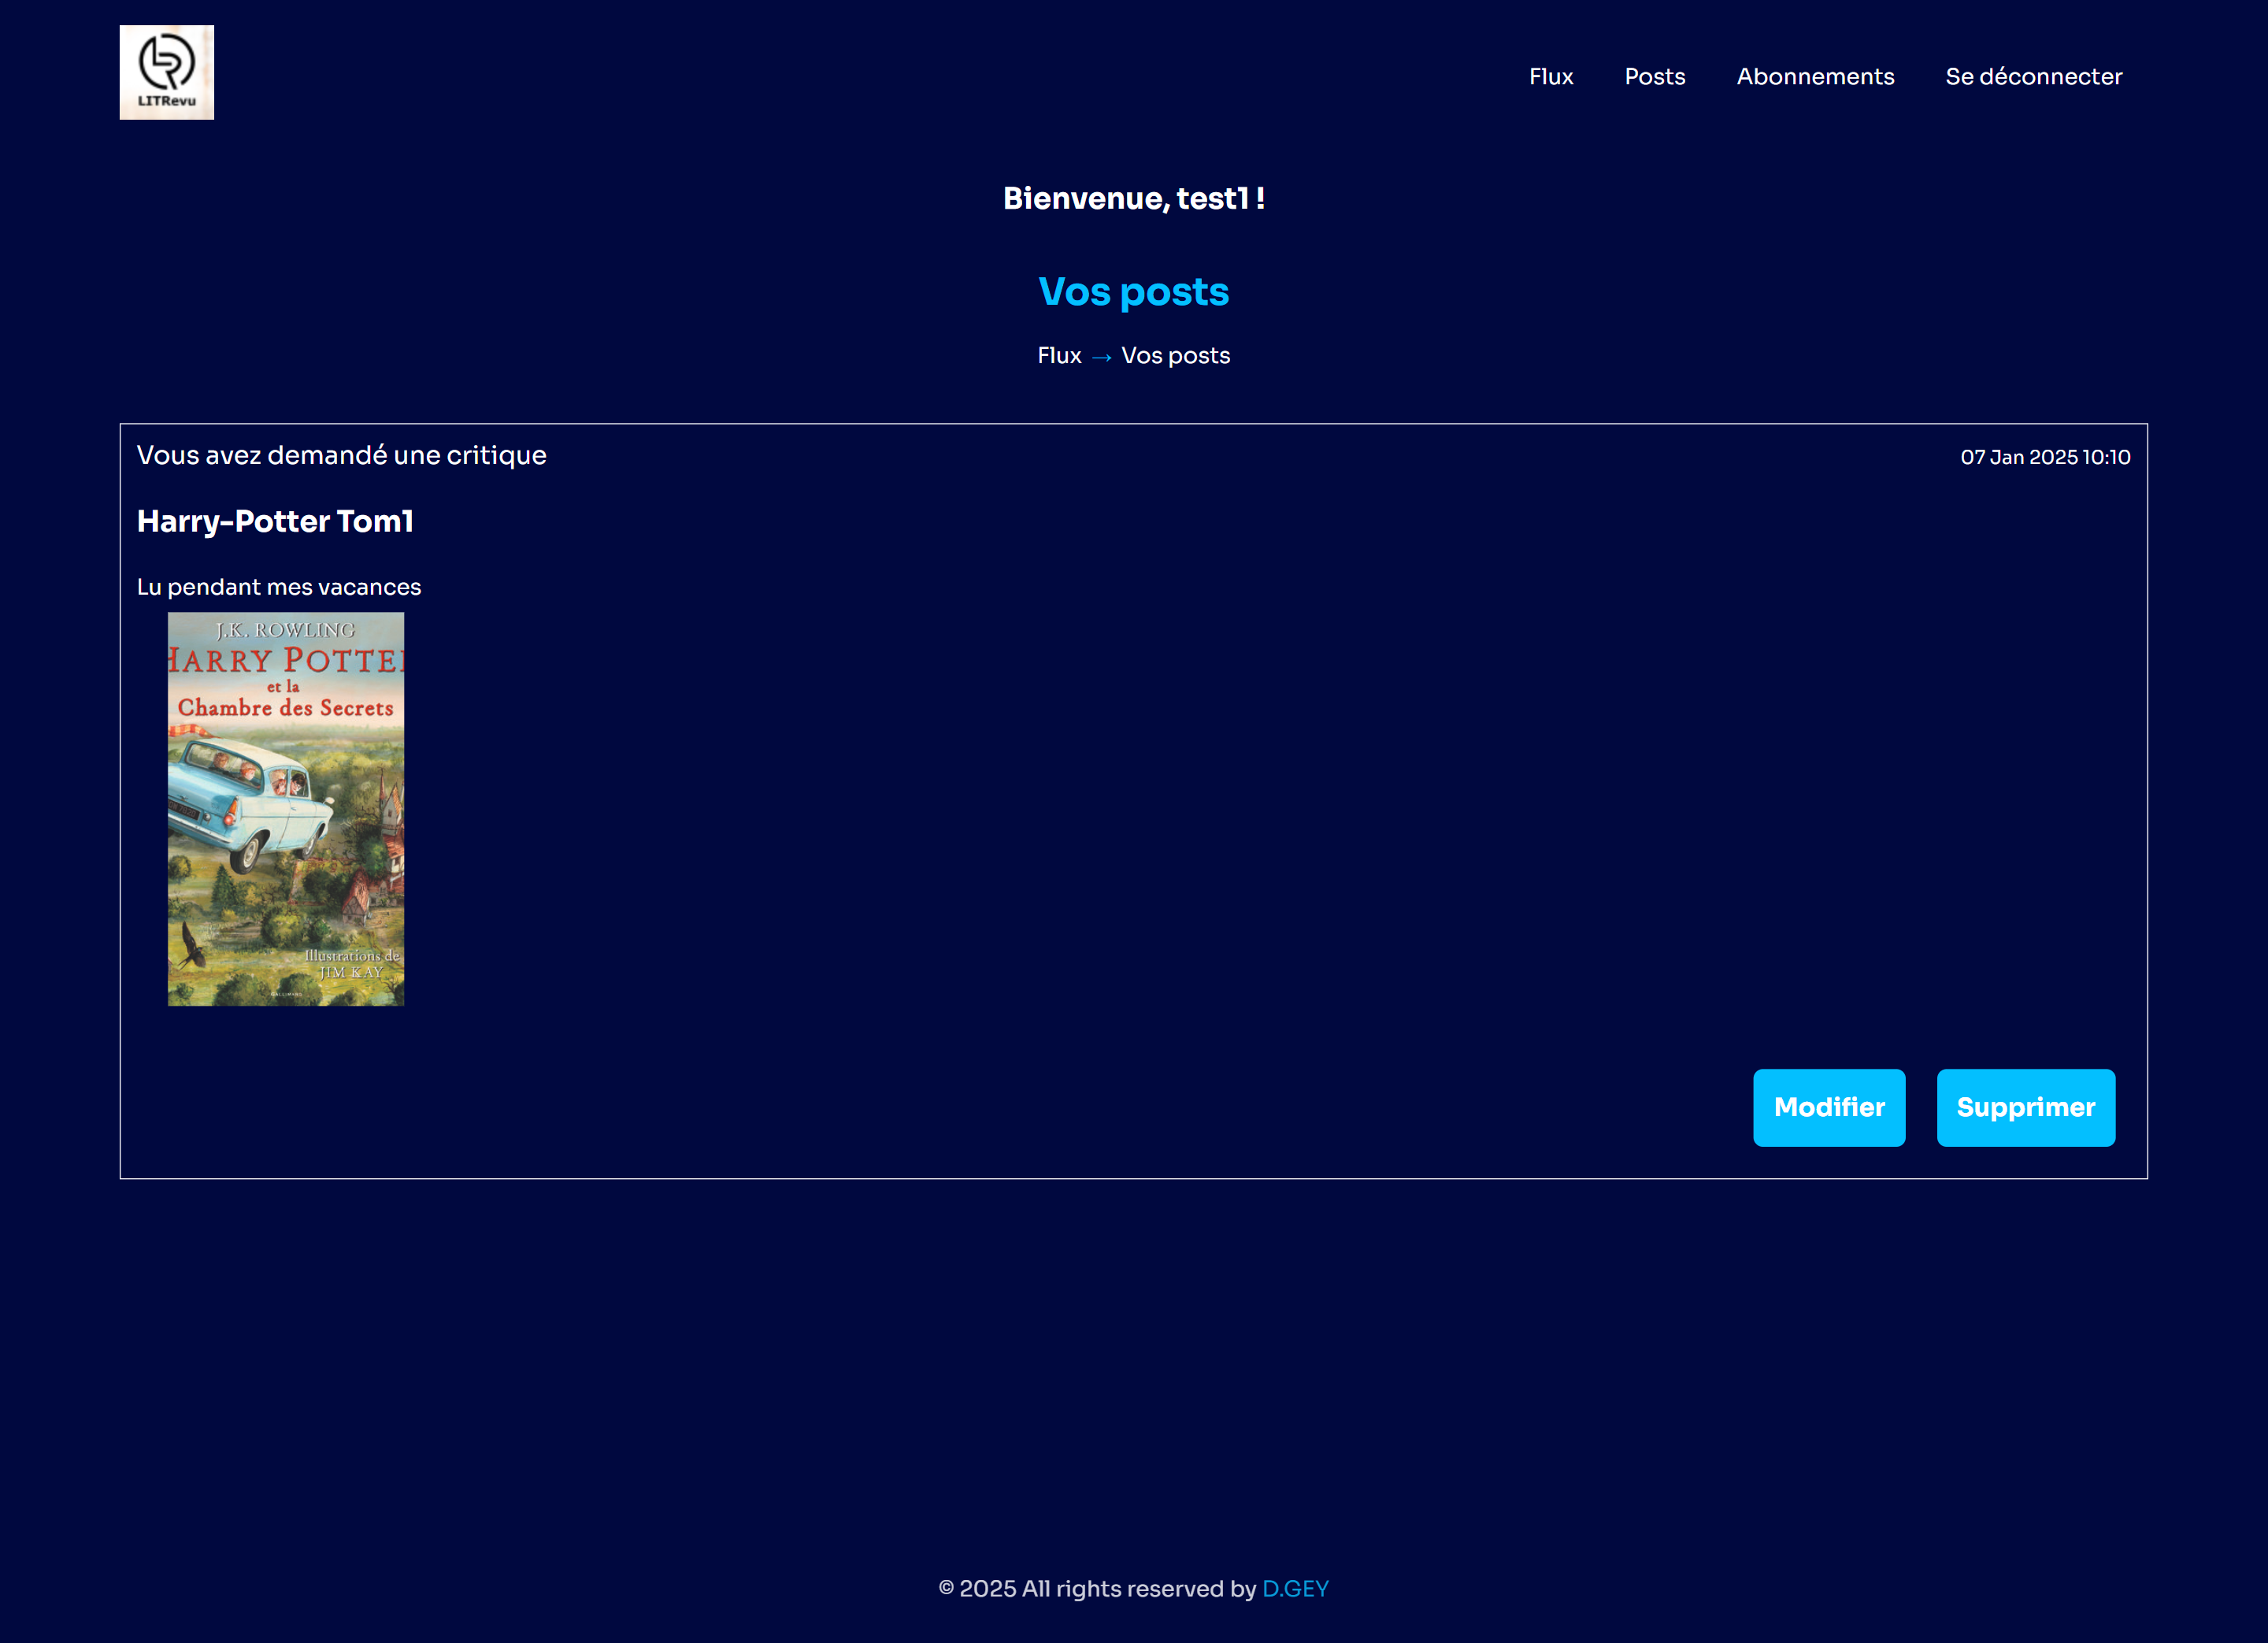 LITRevu
Flux Posts Abonnements Se déconnecter
Bienvenue, test1 !
Vos posts
Flux → Vos posts
Vous avez demandé une critique 07 Jan 2025 10:10
Harry-Potter Tom1
Lu pendant mes vacances
J.K. ROWLING
HARRY POTTER
et la
Chambre des Secrets
Illustrations de
JIM KAY
Modifier Supprimer
© 2025 All rights reserved by D.GEY